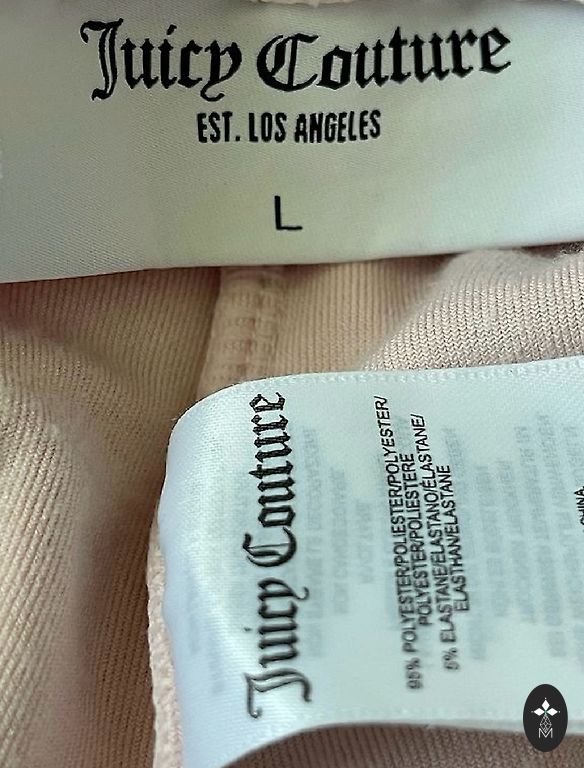 Juicy Couture
EST. LOS ANGELES
L
Juicy Couture
95% POLYESTER/POLIESTER/POLYESTER/
POLYESTER/POLIESTERE
5% ELASTANE/ELASTANO/ELASTANE/
ELASTHAN/ELASTANE
CHINA.
M